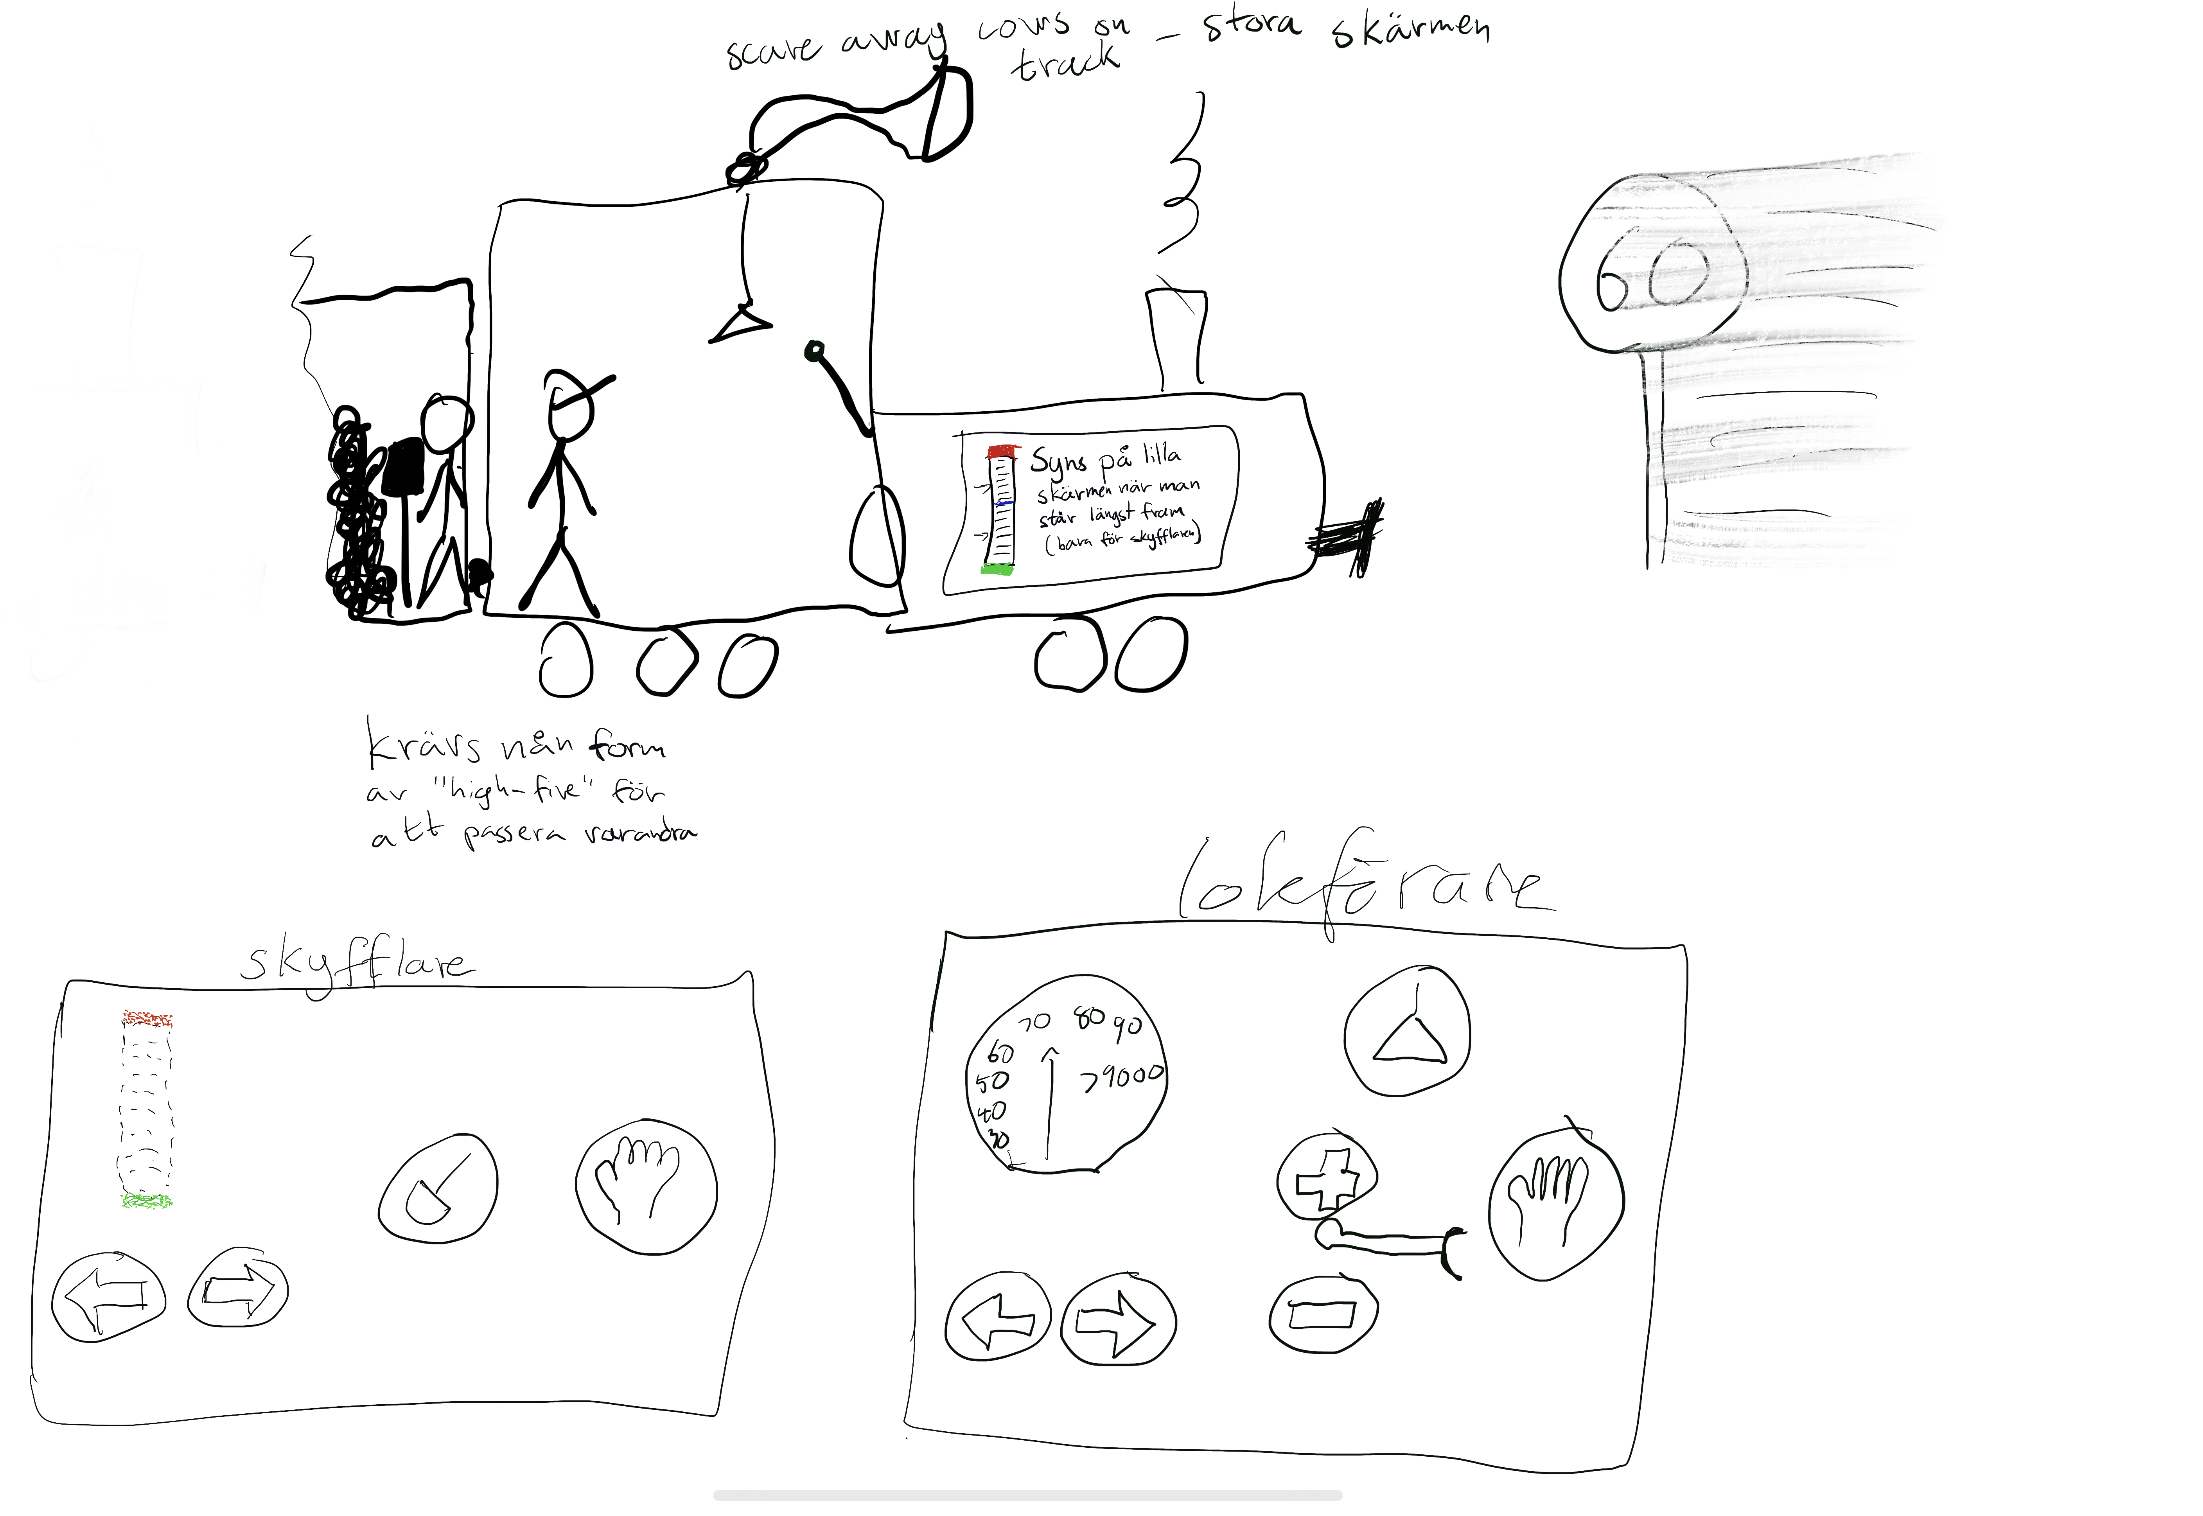 scare away cows on - stora skärmen
track
Syns på lilla
skärmen när man
står längst fram
(bara för skyfflaren)
krävs nån form
av "high-five" för
att passera varandra
lokförare
skyfflare
70 80 90
60
50 >9000
40
30